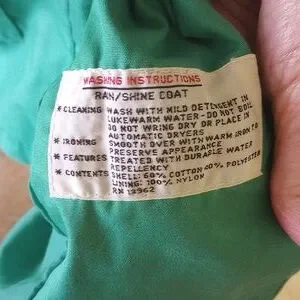 WASHING INSTRUCTIONS
RAN/SHINE COAT
* CLEANING WASH WITH MILD DETERGENT IN
LUKEWARM WATER-DO NOT BOIL
DO NOT WRING DRY OR PLACE IN
AUTOMATIC DRYERS
* IRONING SMOOTH OVER WITH WARM IRON TO
PRESERVE APPEARANCE
* FEATURES TREATED WITH DURABLE WATER
REPELLENCY
* CONTENTS SHELL: 60% COTTON 40% POLYESTER
LINING: 100% NYLON
RN 13962